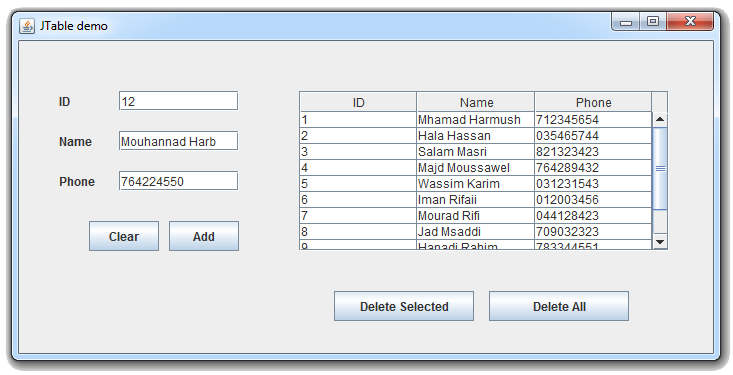 JTable demo
ID 12
Name Mouhannad Harb
Phone 764224550
Clear Add
ID Name Phone
1 Mhamad Harmush 712345654
2 Hala Hassan 035465744
3 Salam Masri 821323423
4 Majd Moussawel 764289432
5 Wassim Karim 031231543
6 Iman Rifaii 012003456
7 Mourad Rifi 044128423
8 Jad Msaddi 709032323
9 Hanadi Rahim 783344551
Delete Selected Delete All